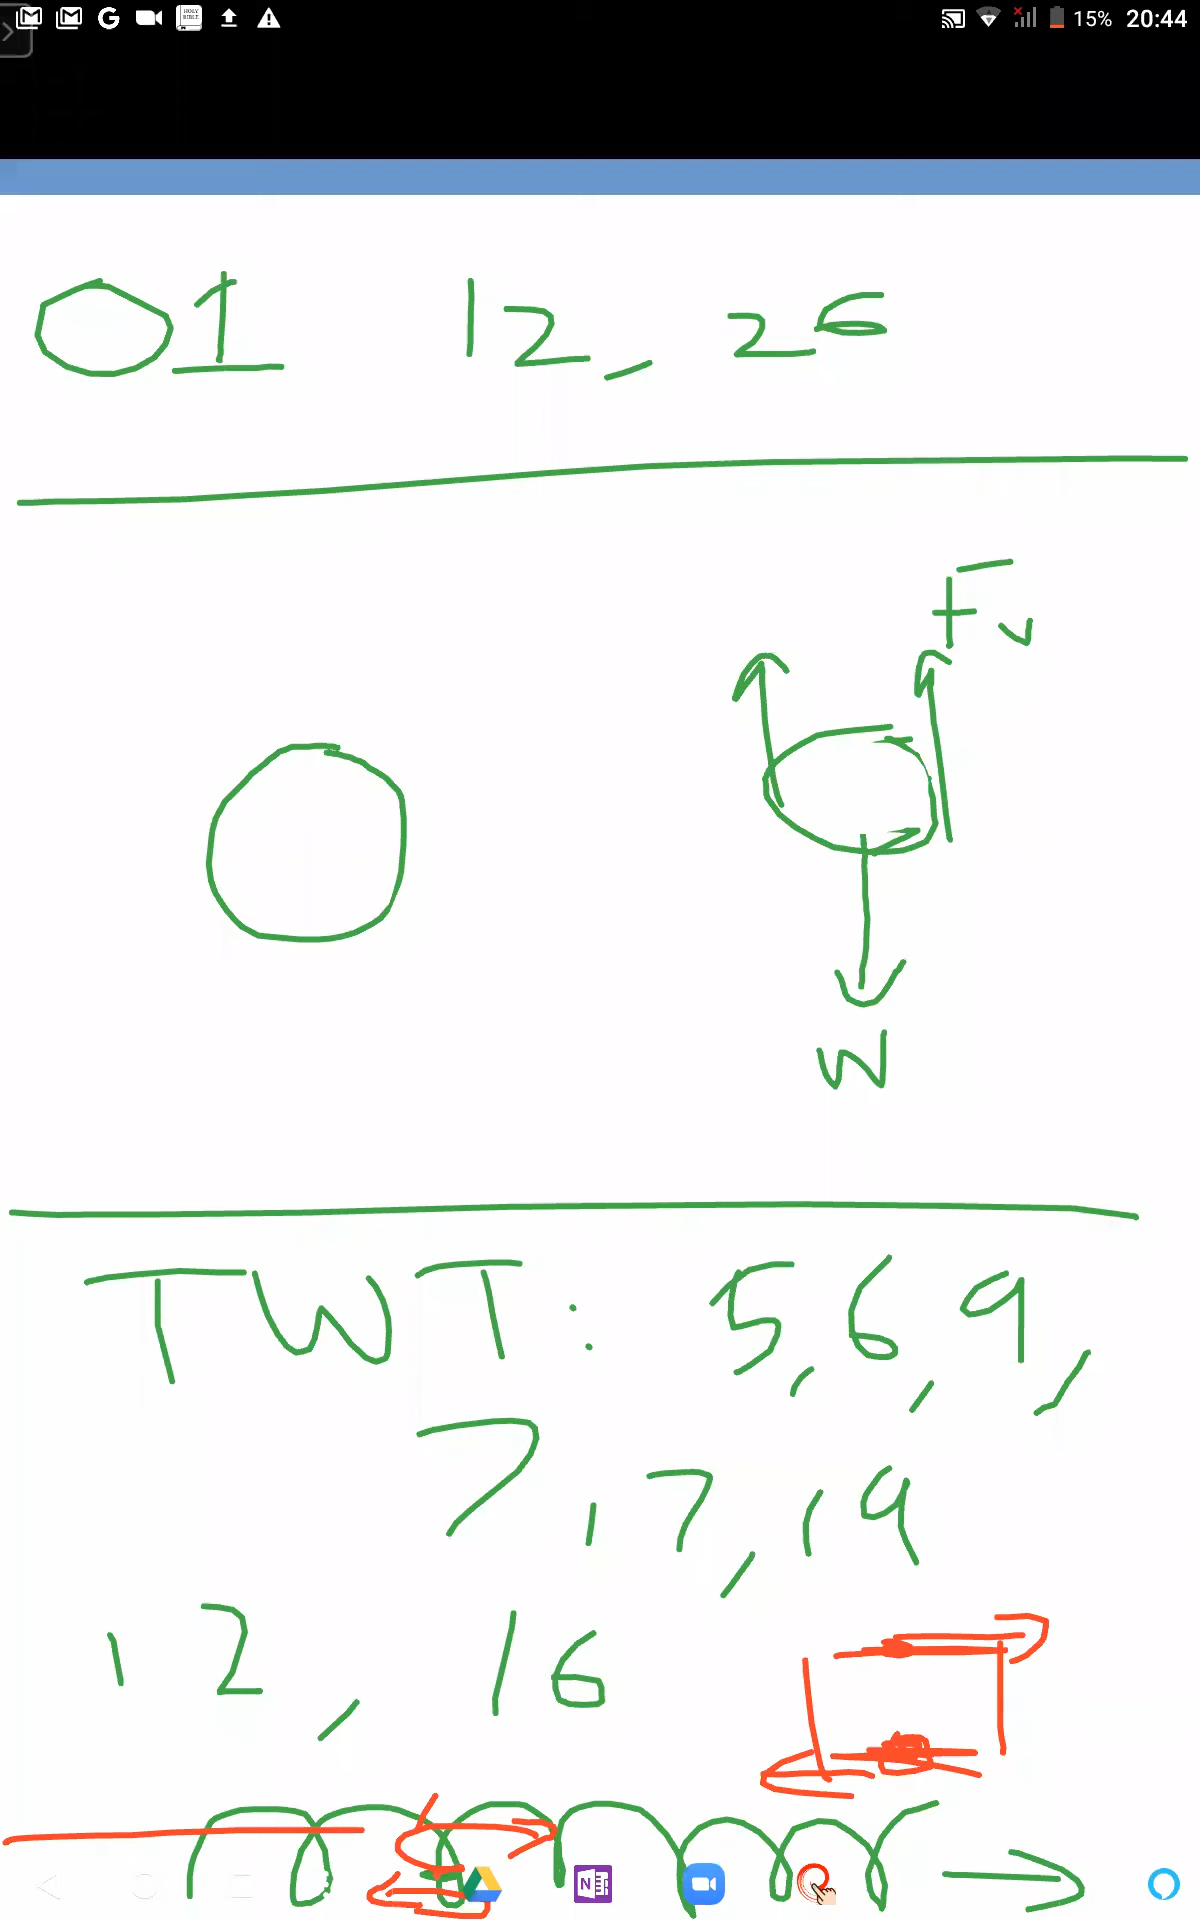 15% 20:44
01 12, 26
Fv
W
TWT: 5, 6, 9,
7, 7, 19
12, 16